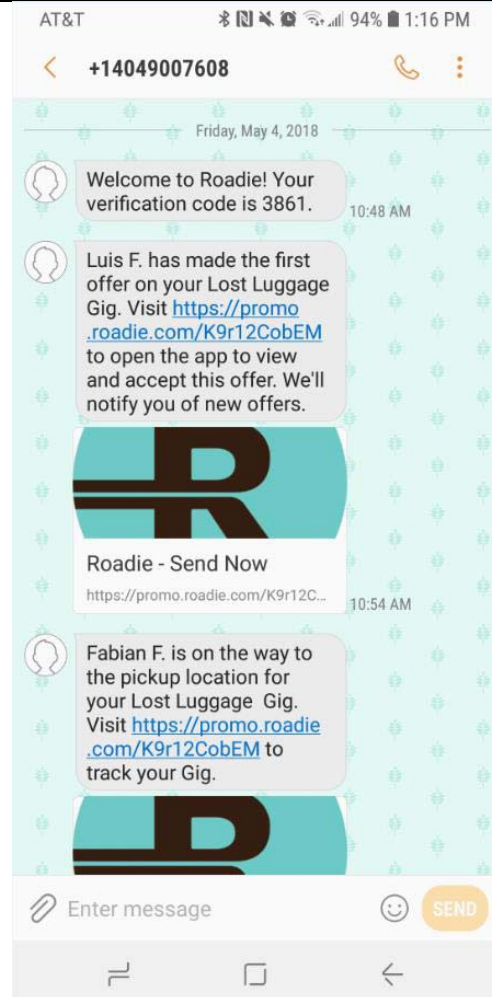 AT&T 94% 1:16 PM
+14049007608
Friday, May 4, 2018
Welcome to Roadie! Your
verification code is 3861.
10:48 AM
Luis F. has made the first
offer on your Lost Luggage
Gig. Visit https://promo
.roadie.com/K9r12CobEM
to open the app to view
and accept this offer. We'll
notify you of new offers.
R
Roadie - Send Now
https://promo.roadie.com/K9r12C...
10:54 AM
Fabian F. is on the way to
the pickup location for
your Lost Luggage  Gig.
Visit https://promo.roadie
.com/K9r12CobEM to
track your Gig.
Enter message
SEND